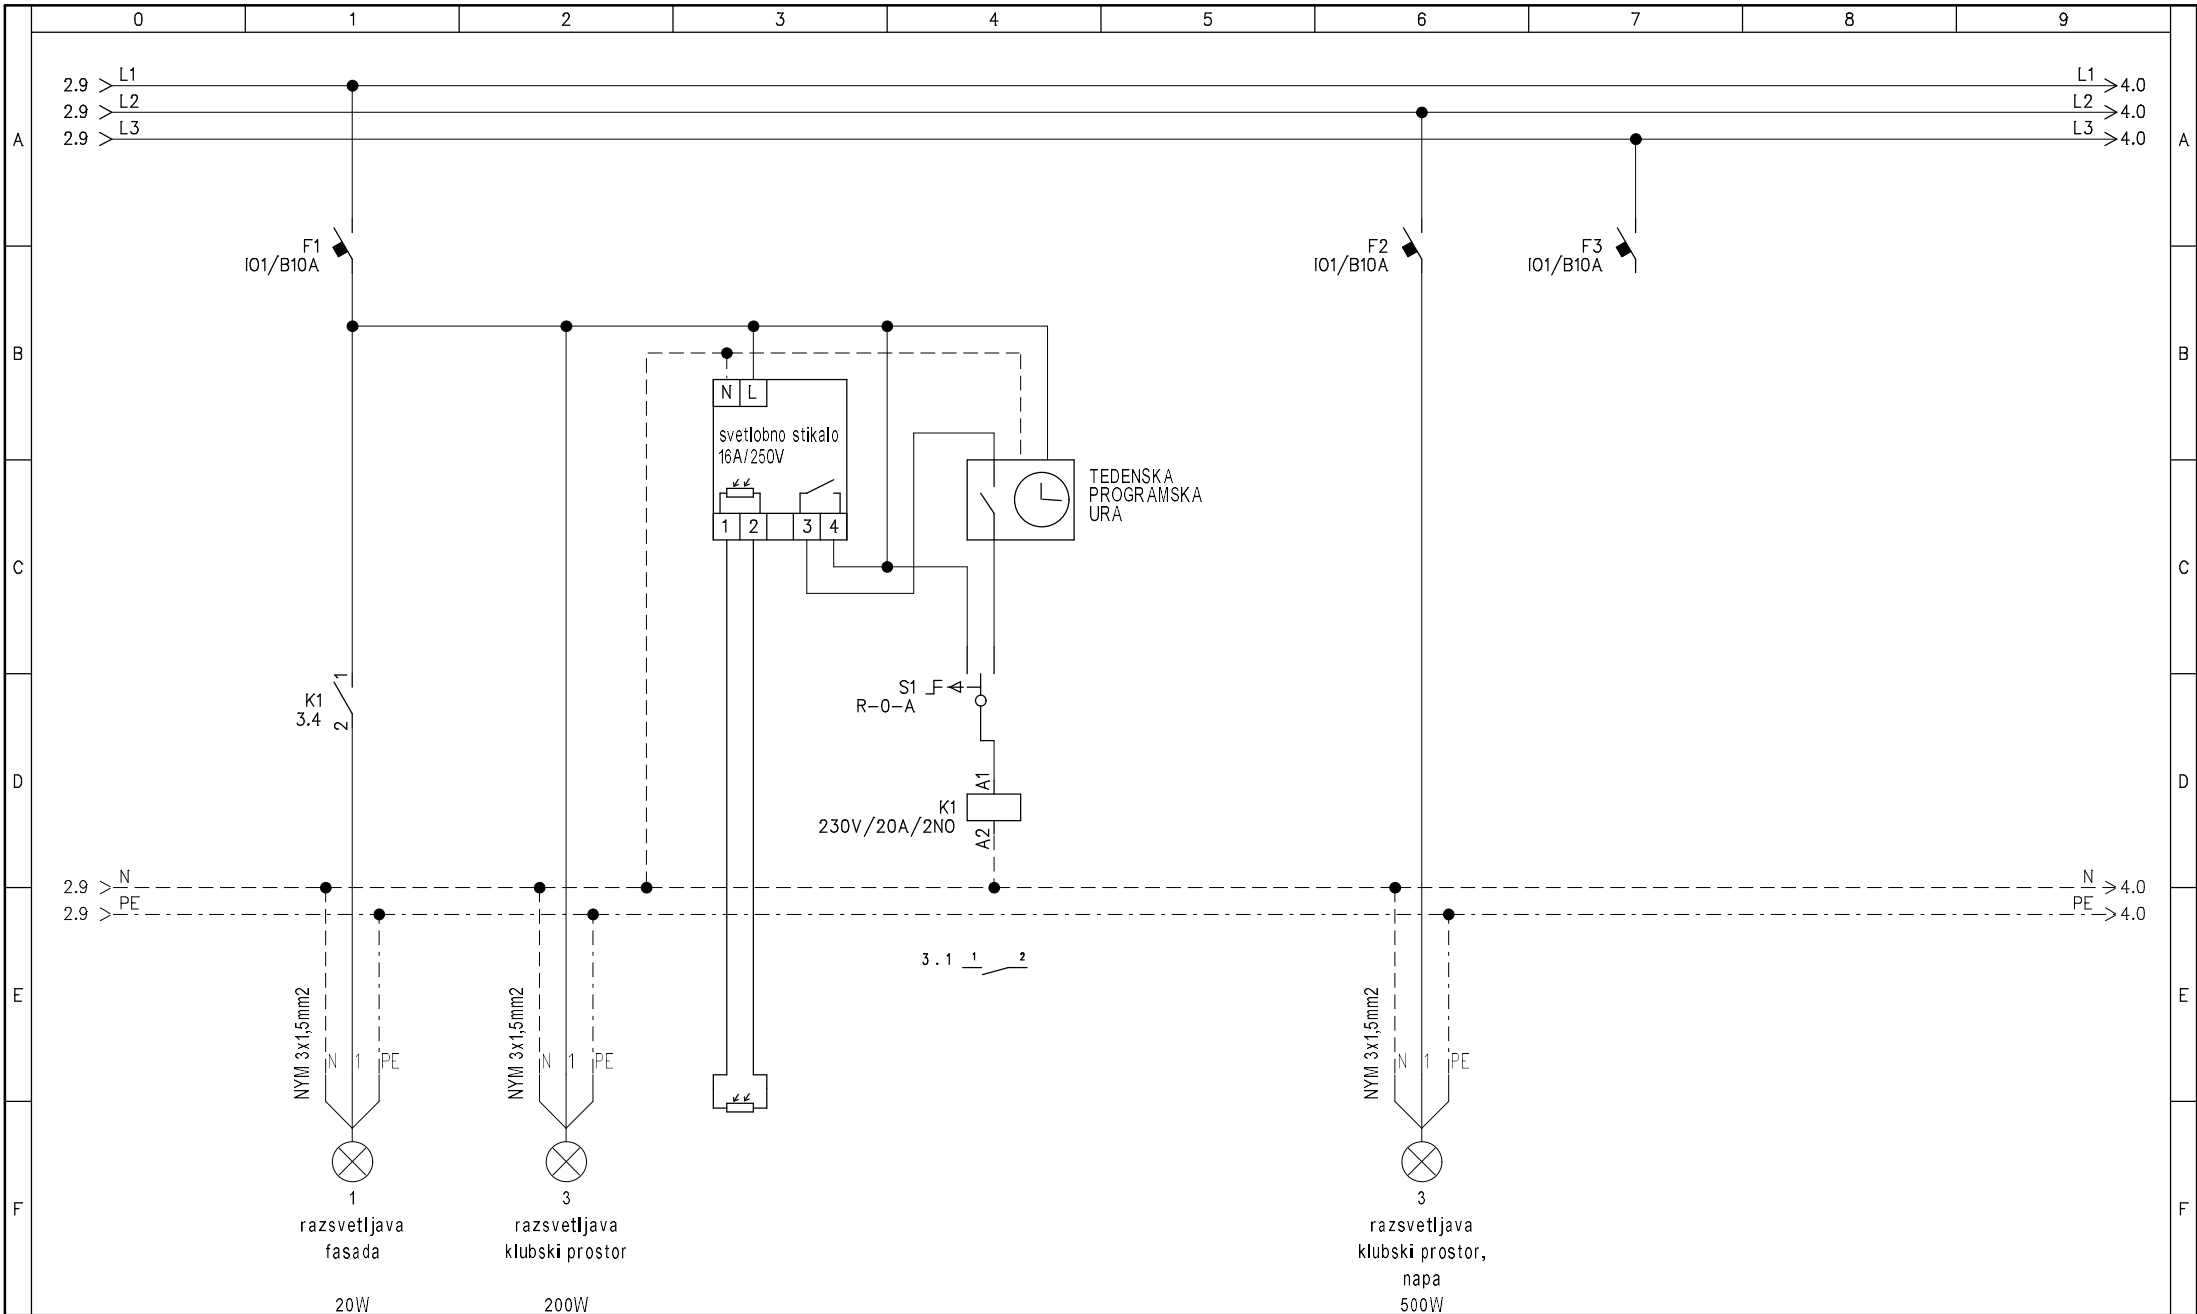 0 1 2 3 4 5 6 7 8 9
2.9 L1 L1 4.0
2.9 L2 L2 4.0
2.9 L3 L3 4.0
A A
F1
I01/B10A
F2
I01/B10A
F3
I01/B10A
B B
N L
svetlobno stikalo
16A/250V
1 2 3 4
TEDENSKA
PROGRAMSKA
URA
C C
K1
3.4
1
2
S1
R-0-A
D D
K1
230V/20A/2NO
A1
A2
2.9 N N 4.0
2.9 PE PE 4.0
3.1 1 2
E E
NYM 3x1,5mm2
N 1 PE
NYM 3x1,5mm2
N 1 PE
NYM 3x1,5mm2
N 1 PE
F F
1
razsvetljava
fasada
20W
3
razsvetljava
klubski prostor
200W
3
razsvetljava
klubski prostor,
napa
500W